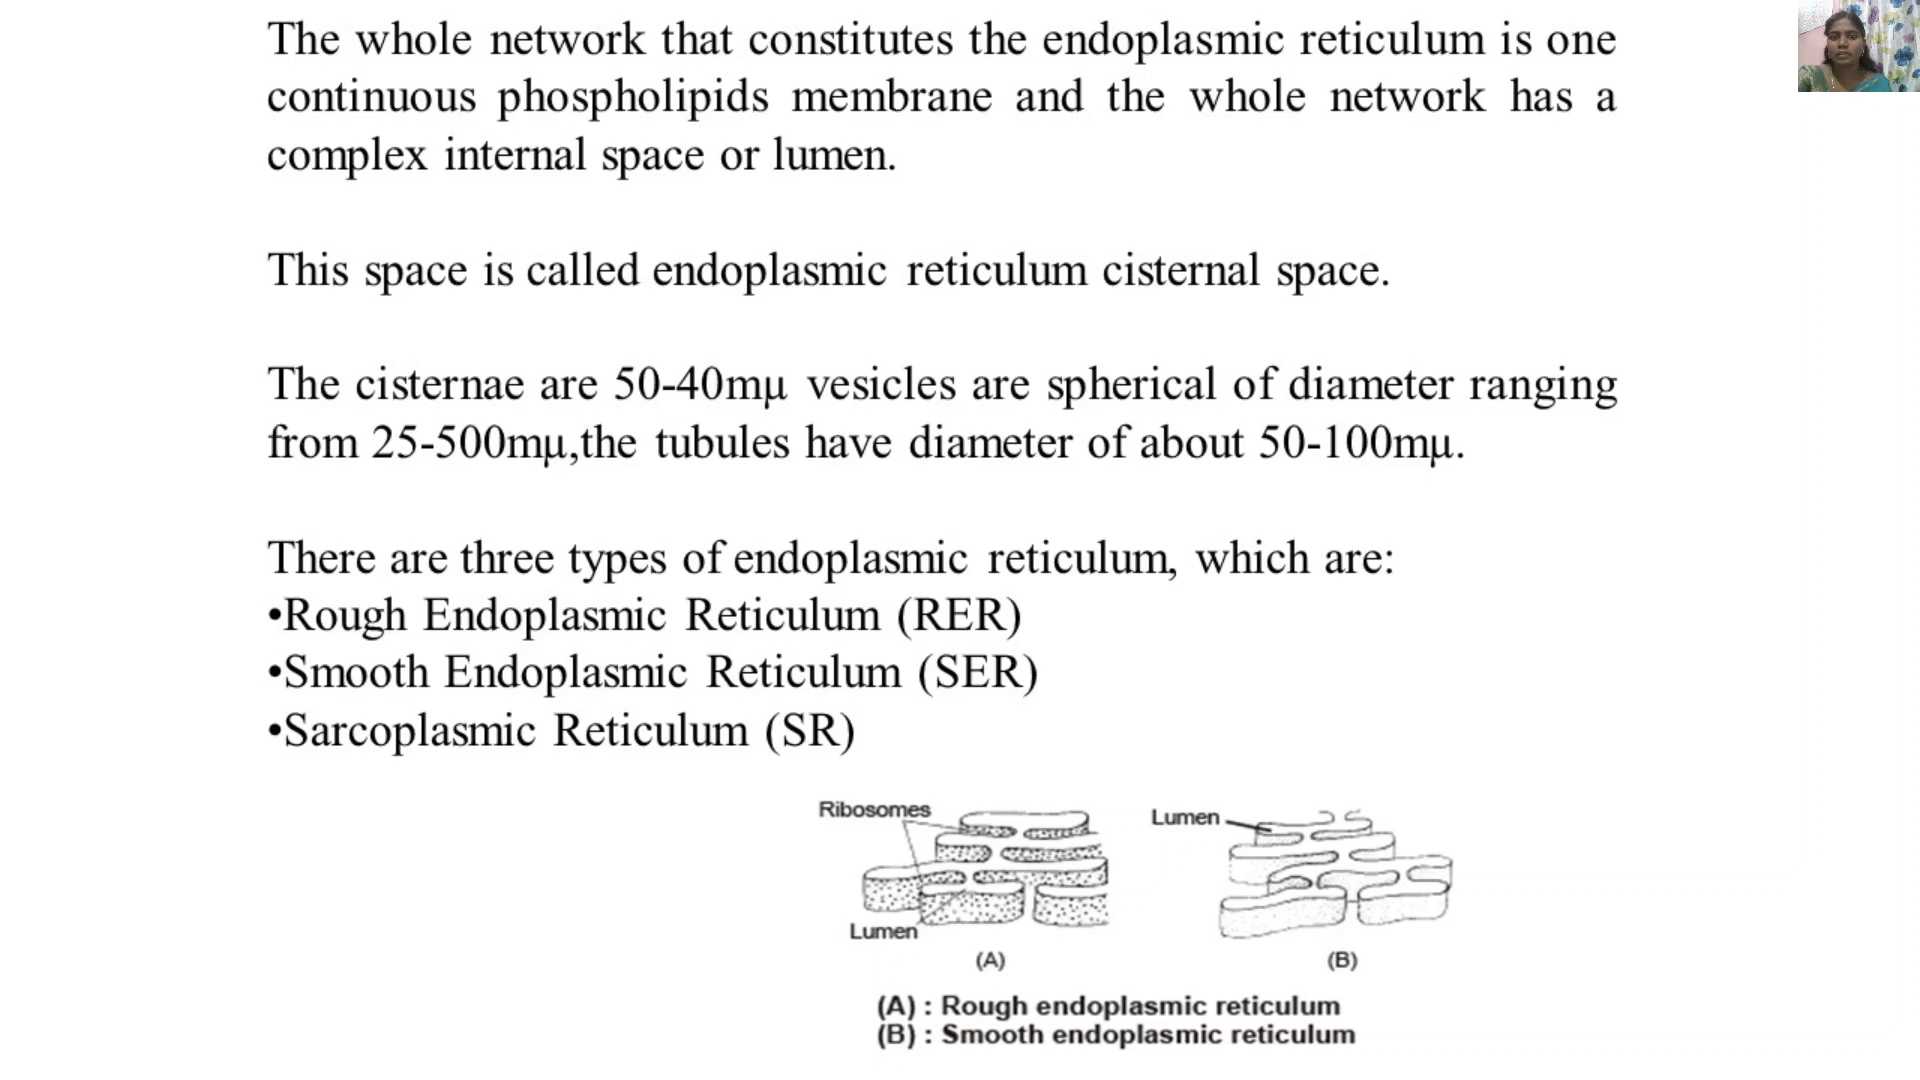 The whole network that constitutes the endoplasmic reticulum is one
continuous phospholipids membrane and the whole network has a
complex internal space or lumen.
This space is called endoplasmic reticulum cisternal space.
The cisternae are 50-40mμ vesicles are spherical of diameter ranging
from 25-500mμ,the tubules have diameter of about 50-100mμ.
There are three types of endoplasmic reticulum, which are:
•Rough Endoplasmic Reticulum (RER)
•Smooth Endoplasmic Reticulum (SER)
•Sarcoplasmic Reticulum (SR)
Ribosomes
Lumen
Lumen
(A)
(B)
(A) : Rough endoplasmic reticulum
(B) : Smooth endoplasmic reticulum